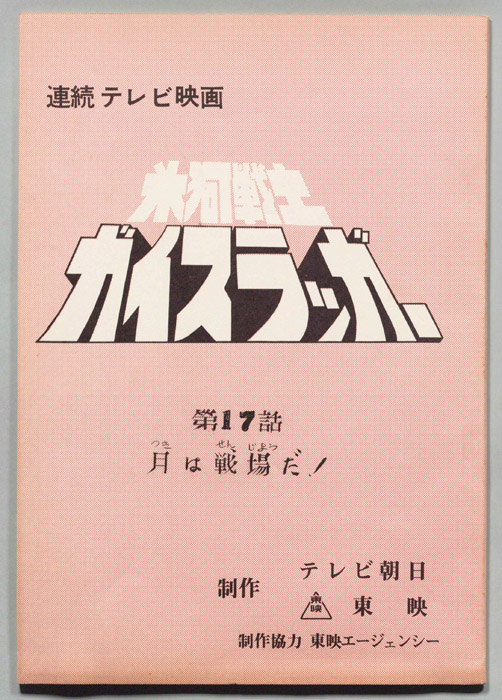 連続 テレビ映画
氷河戦士
ガイスラッガー
第17話
つき せんじょう
月は戦場だ!
制作 テレビ朝日
東映 東映
制作協力 東映エージェンシー